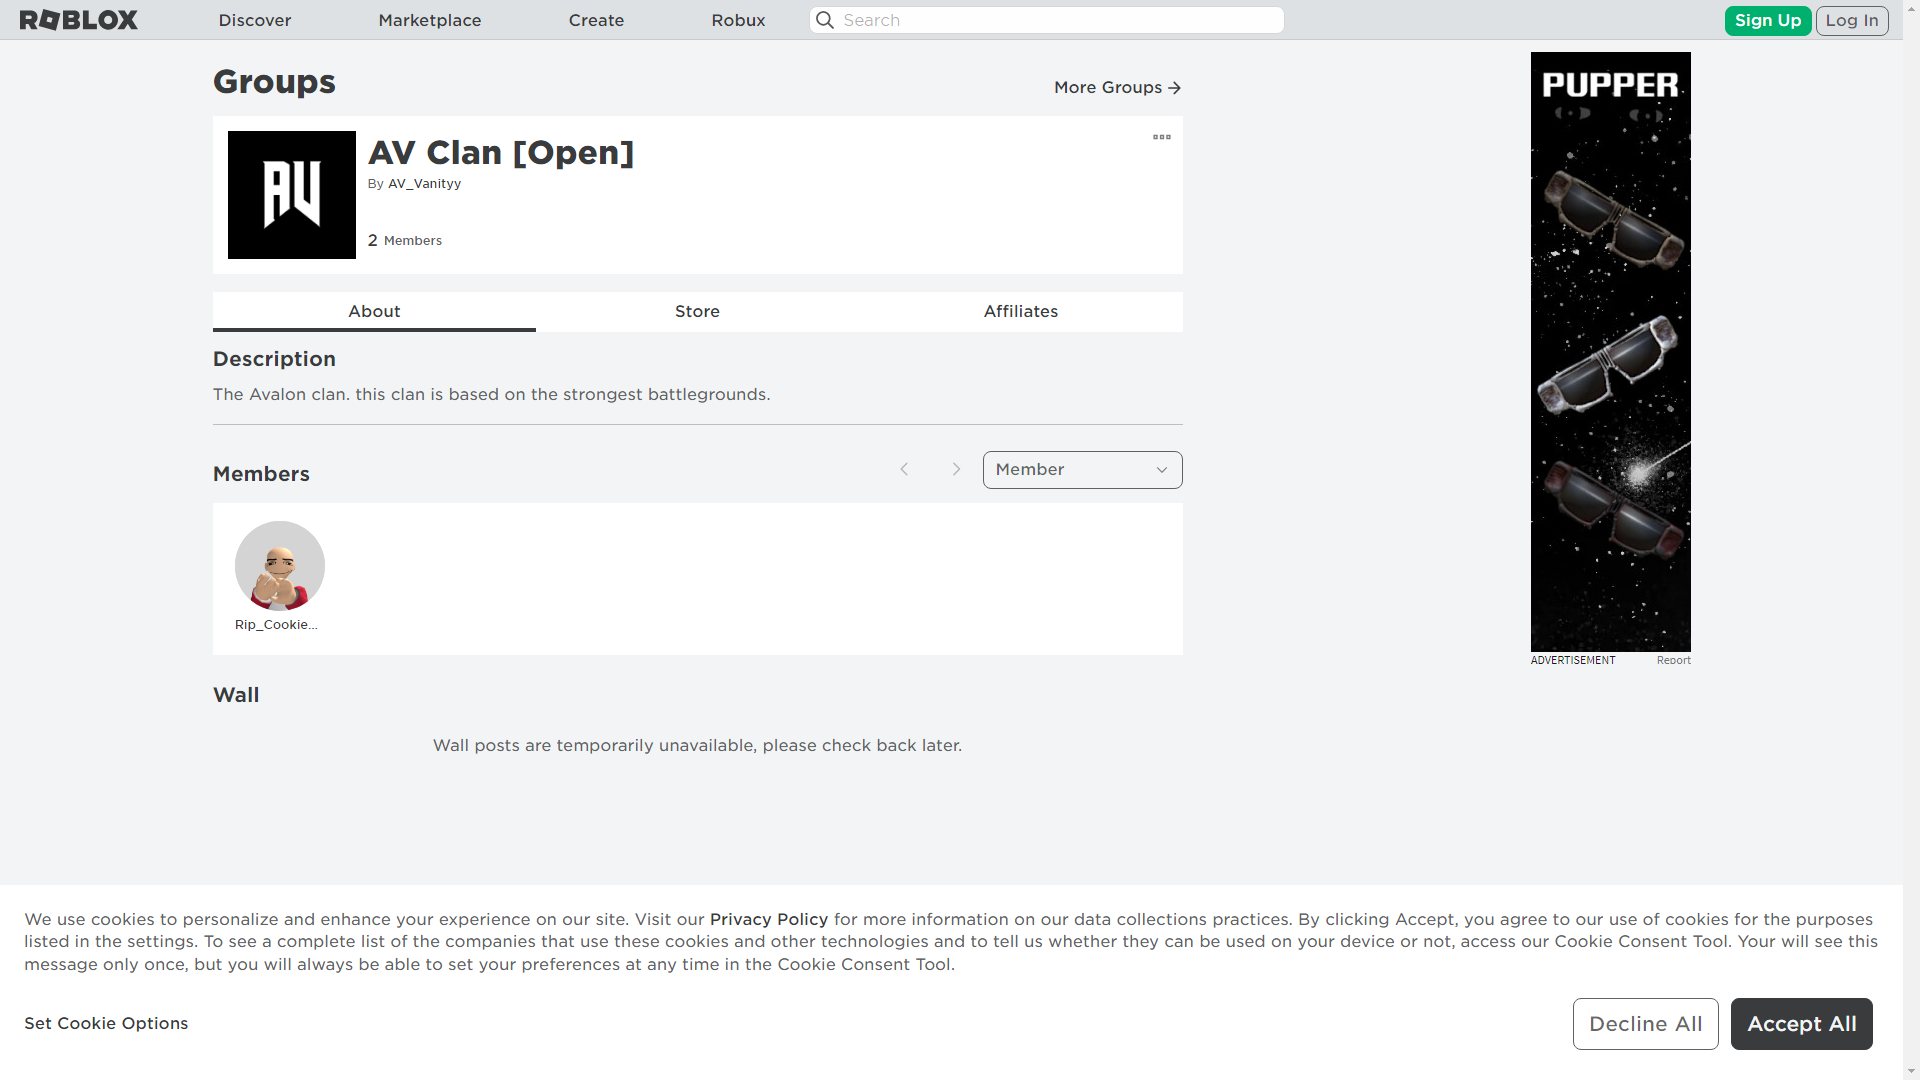 ROBLOX Discover Marketplace Create Robux Search Sign Up Log In
Groups
More Groups
AV
AV Clan [Open]
By AV_Vanityy
2 Members
About Store Affiliates
Description
The Avalon clan. this clan is based on the strongest battlegrounds.
Members
Member
Rip_Cookie...
Wall
Wall posts are temporarily unavailable, please check back later.
PUPPER
ADVERTISEMENT Report
We use cookies to personalize and enhance your experience on our site. Visit our Privacy Policy for more information on our data collections practices. By clicking Accept, you agree to our use of cookies for the purposes
listed in the settings. To see a complete list of the companies that use these cookies and other technologies and to tell us whether they can be used on your device or not, access our Cookie Consent Tool. Your will see this
message only once, but you will always be able to set your preferences at any time in the Cookie Consent Tool.
Set Cookie Options
Decline All
Accept All